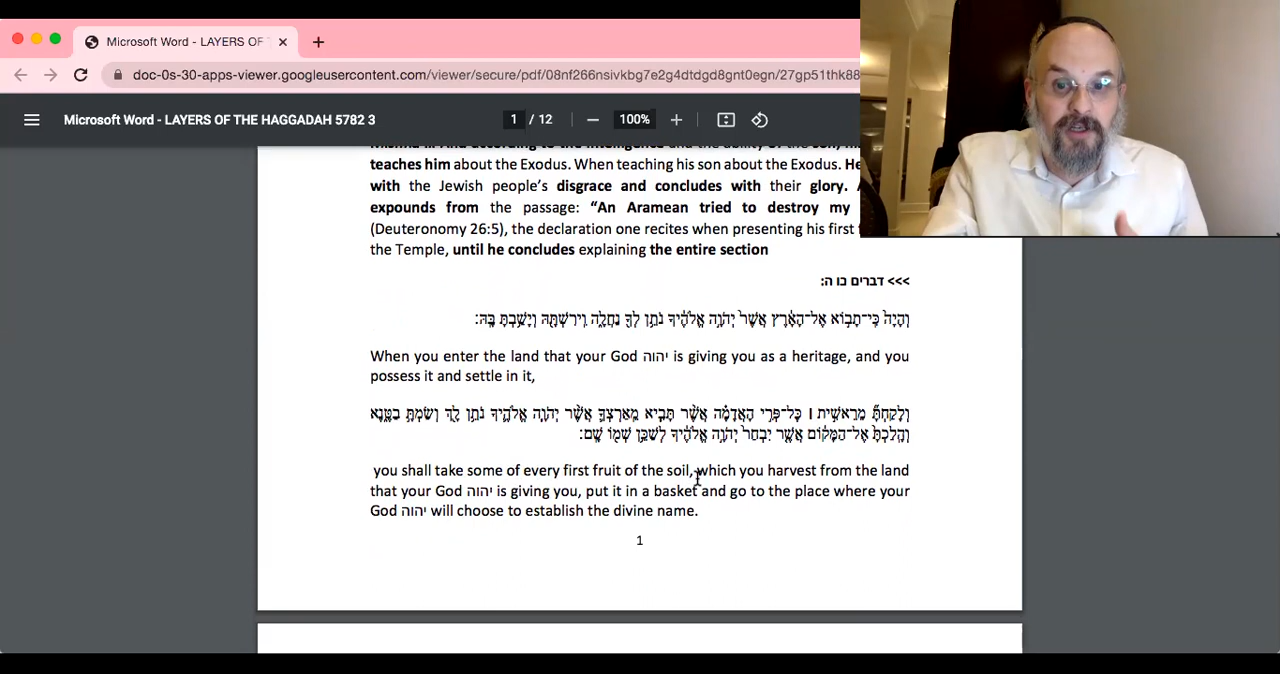 Microsoft Word - LAYERS OF T
doc-0s-30-apps-viewer.googleusercontent.com/viewer/secure/pdf/08nf266nsivkbg7e2g4dtdgd8gnt0egn/27gp51thk88
Microsoft Word - LAYERS OF THE HAGGADAH 5782 3
1 / 12
100%
teaches him about the Exodus. When teaching his son about the Exodus. He
with the Jewish people's disgrace and concludes with their glory.
expounds from the passage: “An Aramean tried to destroy my
(Deuteronomy 26:5), the declaration one recites when presenting his first
the Temple, until he concludes explaining the entire section
>>> דברים כו ה:
וְהָיָה֙ כִּֽי־תָב֣וֹא אֶל־הָאָ֔רֶץ אֲשֶׁר֙ יְהֹוָ֣ה אֱלֹהֶ֔יךָ נֹתֵ֥ן לְךָ֖ נַחֲלָ֑ה וִֽירִשְׁתָּ֖הּ וְיָשַׁ֥בְתָּ בָּֽהּ׃
When you enter the land that your God יהוה is giving you as a heritage, and you
possess it and settle in it,
וְלָקַחְתָּ֞ מֵרֵאשִׁ֣ית ׀ כׇּל־פְּרִ֣י הָאֲדָמָ֗ה אֲשֶׁ֨ר תָּבִ֧יא מֵֽאַרְצְךָ֛ אֲשֶׁ֨ר יְהֹוָ֧ה אֱלֹהֶ֛יךָ נֹתֵ֥ן לָ֖ךְ וְשַׂמְתָּ֣ בַטֶּ֑נֶא
וְהָֽלַכְתָּ֙ אֶל־הַמָּק֔וֹם אֲשֶׁ֤ר יִבְחַר֙ יְהֹוָ֣ה אֱלֹהֶ֔יךָ לְשַׁכֵּ֥ן שְׁמ֖וֹ שָֽׁם׃
you shall take some of every first fruit of the soil, which you harvest from the land
that your God יהוה is giving you, put it in a basket and go to the place where your
God יהוה will choose to establish the divine name.
1